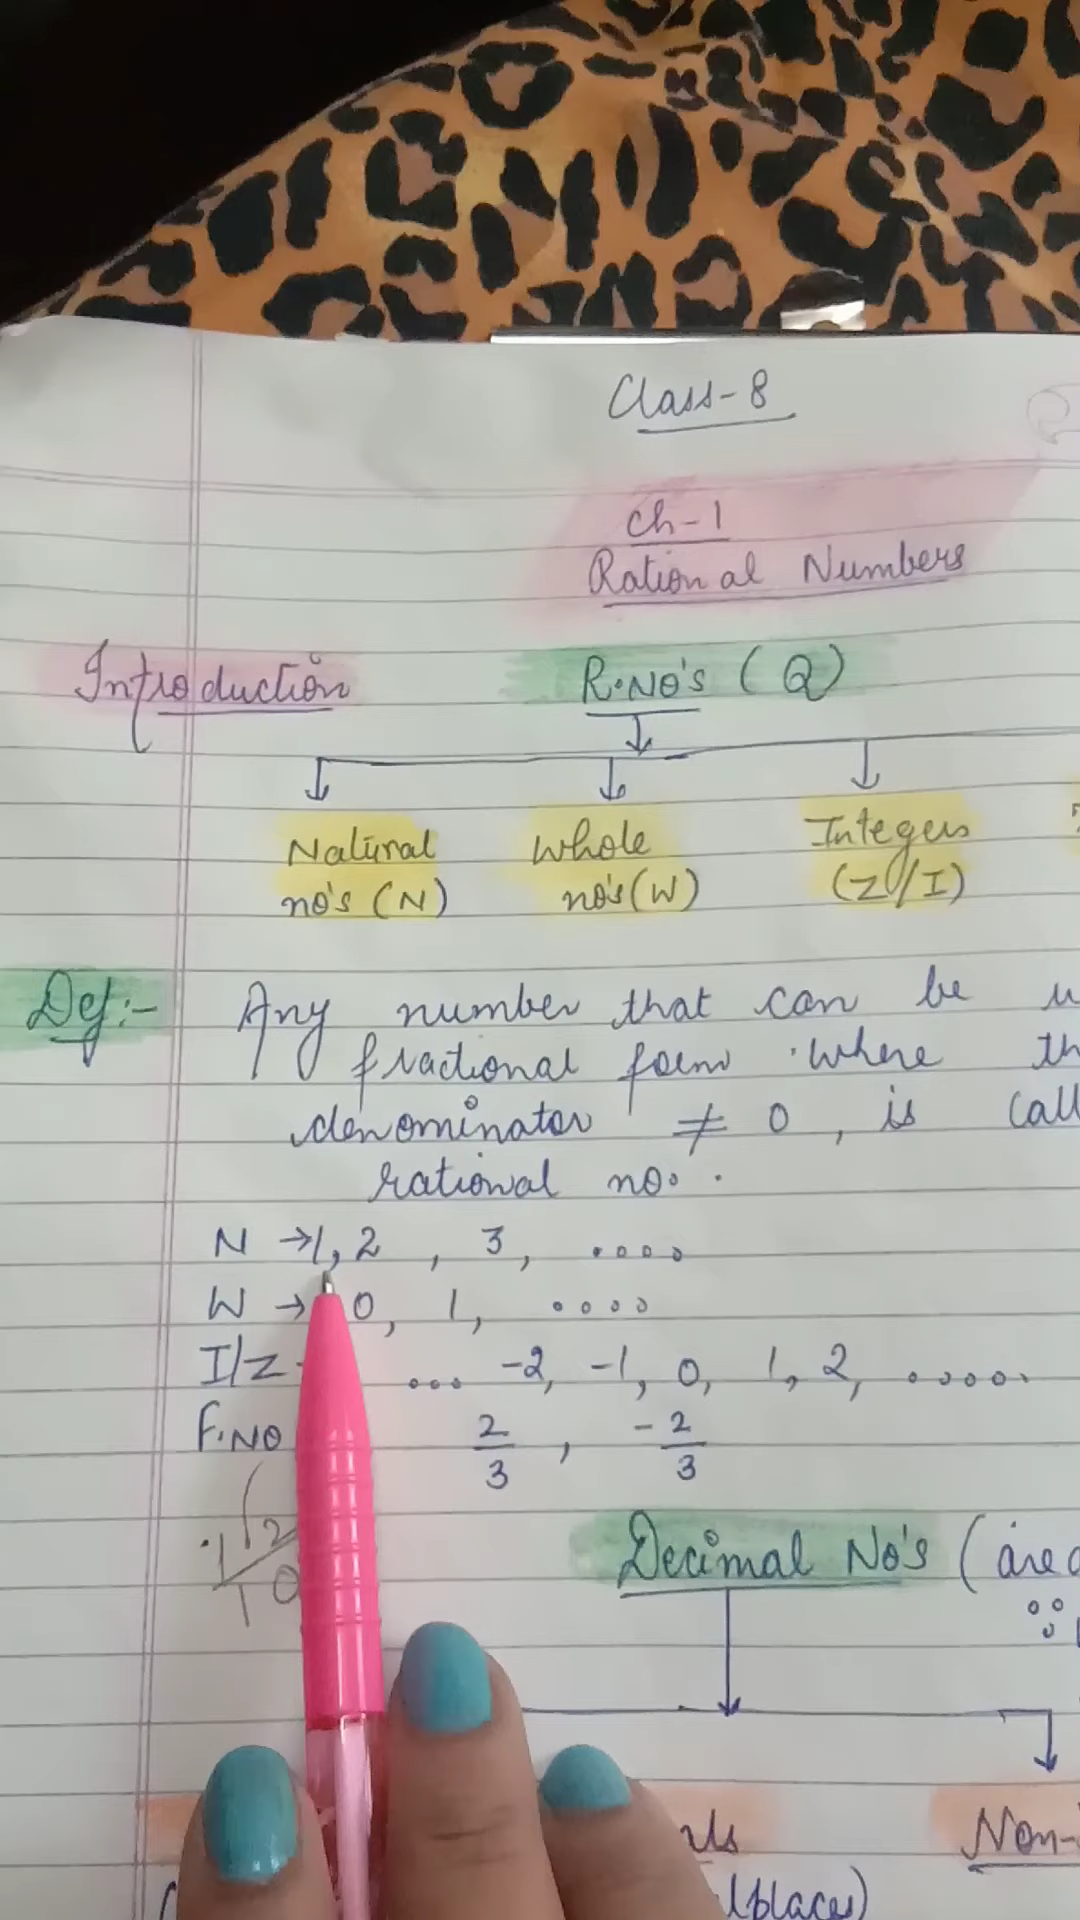 Class-8
Ch-1
Rational Numbers
Introduction
R.NO's (Q)
Natural Whole Integers
no's (N) no's (W) (Z/I)
Def:- Any number that can be
fractional form where
denominator ≠ 0, is
rational no.
N → 1, 2, 3, ....
W → 0, 1, ....
I/Z ... -2, -1, 0, 1, 2, .....
F.NO 2/3, -2/3
Decimal No's (
Non-
places)